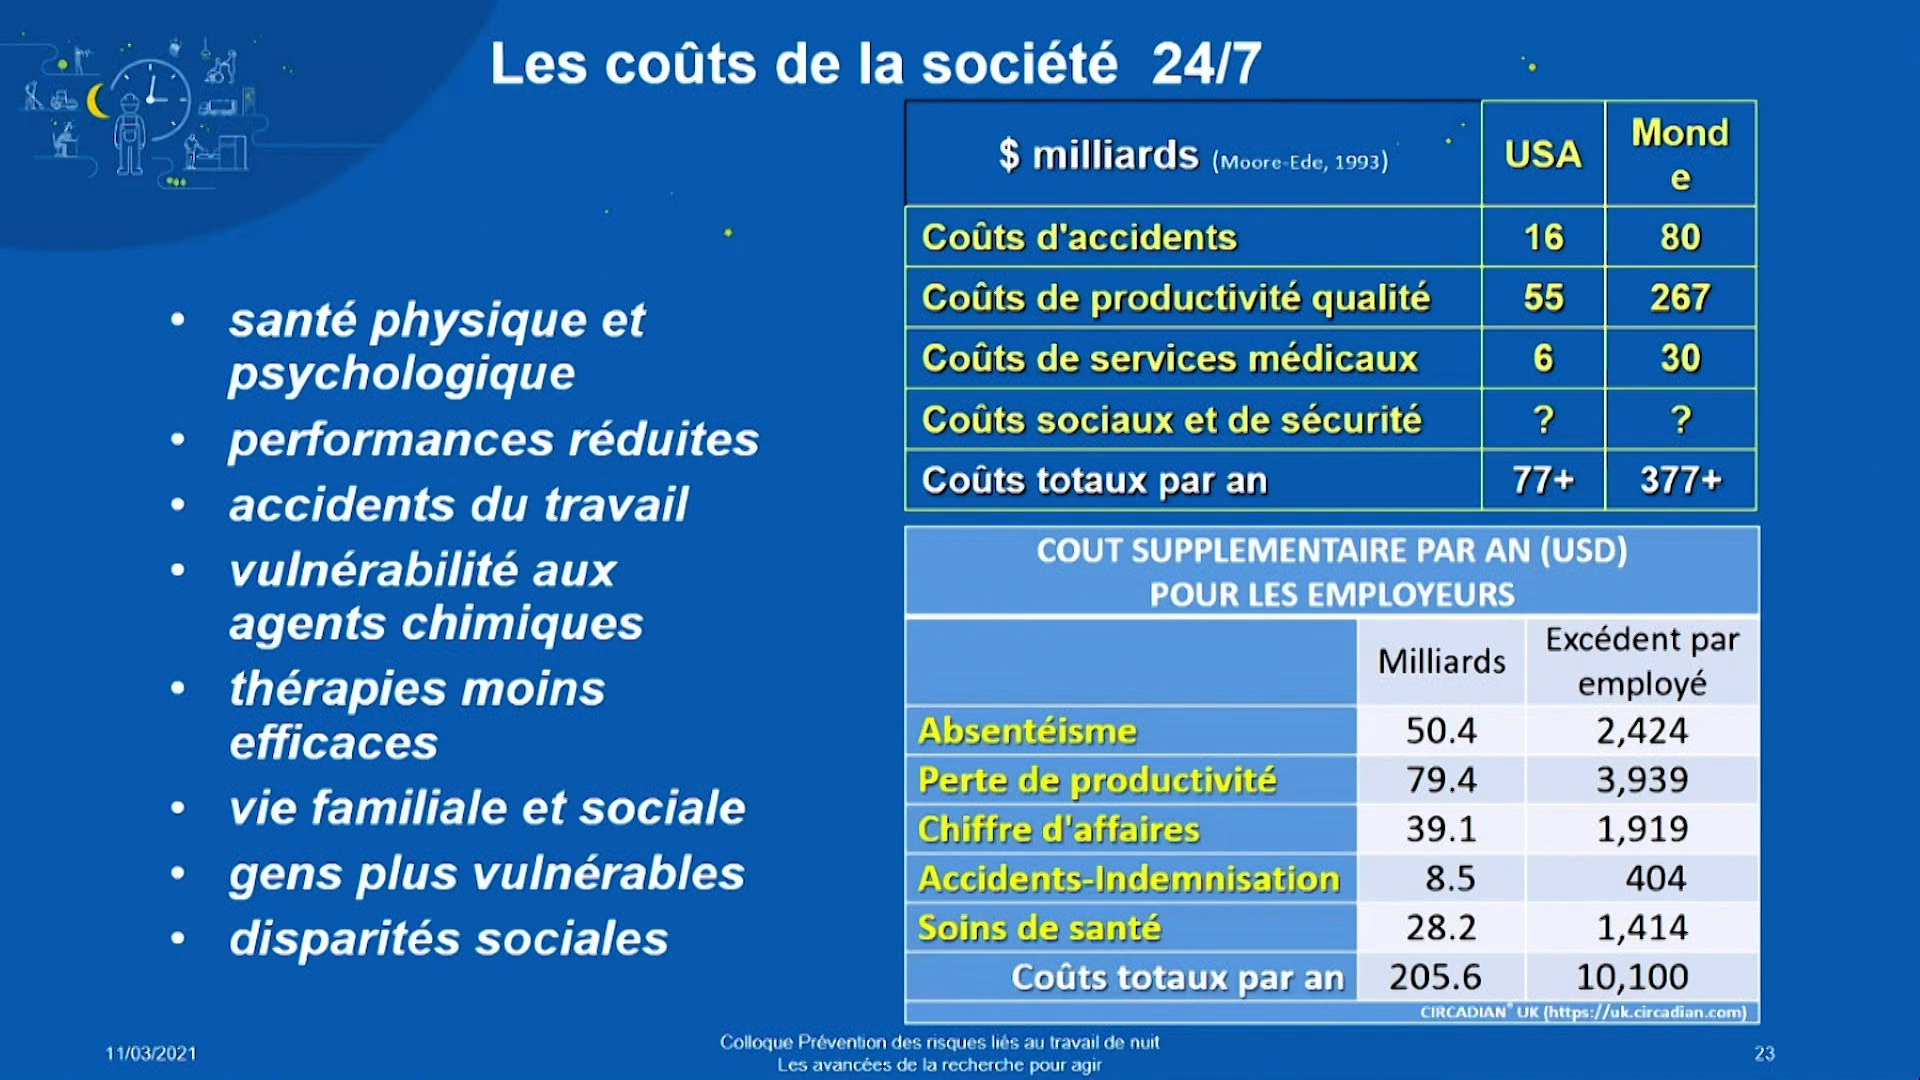 Les coûts de la société 24/7
• santé physique et
psychologique
• performances réduites
• accidents du travail
• vulnérabilité aux
agents chimiques
• thérapies moins
efficaces
• vie familiale et sociale
• gens plus vulnérables
• disparités sociales
$ milliards (Moore-Ede, 1993) USA Mond
e
Coûts d'accidents 16 80
Coûts de productivité qualité 55 267
Coûts de services médicaux 6 30
Coûts sociaux et de sécurité ? ?
Coûts totaux par an 77+ 377+
COUT SUPPLEMENTAIRE PAR AN (USD)
POUR LES EMPLOYEURS
Milliards Excédent par
employé
Absentéisme 50.4 2,424
Perte de productivité 79.4 3,939
Chiffre d'affaires 39.1 1,919
Accidents-Indemnisation 8.5 404
Soins de santé 28.2 1,414
Coûts totaux par an 205.6 10,100
CIRCADIAN® UK (https://uk.circadian.com)
11/03/2021
Colloque Prévention des risques liés au travail de nuit
Les avancées de la recherche pour agir
23